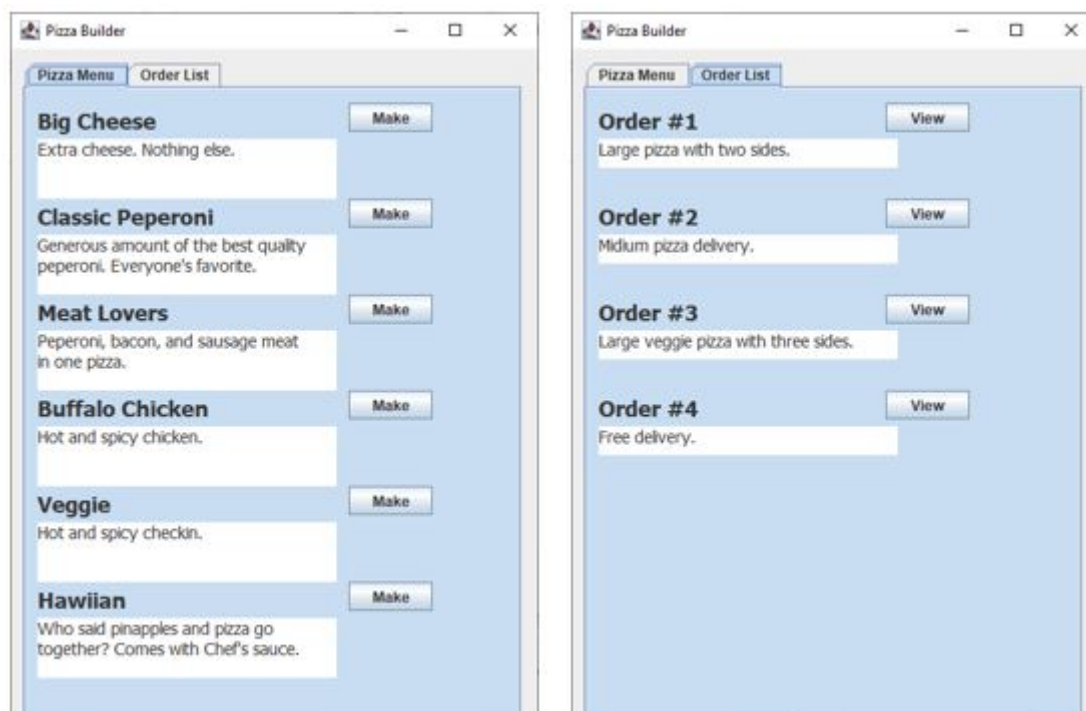 Pizza Builder
Pizza Menu
Order List
Big Cheese
Make
Extra cheese. Nothing else.
Classic Peperoni
Make
Generous amount of the best quality
peperoni. Everyone's favorite.
Meat Lovers
Make
Peperoni, bacon, and sausage meat
in one pizza.
Buffalo Chicken
Make
Hot and spicy chicken.
Veggie
Make
Hot and spicy checkin.
Hawiian
Make
Who said pinapples and pizza go
together? Comes with Chef's sauce.
Pizza Builder
Pizza Menu
Order List
Order #1
View
Large pizza with two sides.
Order #2
View
Midium pizza delivery.
Order #3
View
Large veggie pizza with three sides.
Order #4
View
Free delivery.